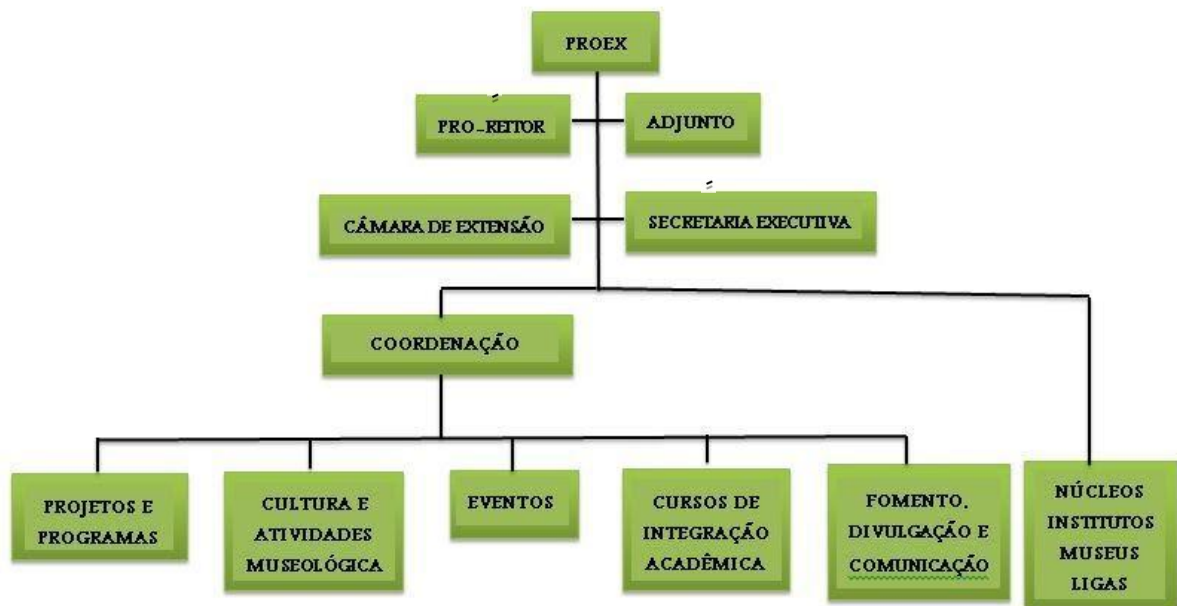 PROEX
PRO-REITOR
ADJUNTO
CÂMARA DE EXTENSÃO
SECRETARIA EXECUTIVA
COORDENAÇÃO
PROJETOS E
PROGRAMAS
CULTURA E
ATIVIDADES
MUSEOLÓGICA
EVENTOS
CURSOS DE
INTEGRAÇÃO
ACADÊMICA
FOMENTO,
DIVULGAÇÃO E
COMUNICAÇÃO
NÚCLEOS
INSTITUTOS
MUSEUS
LIGAS